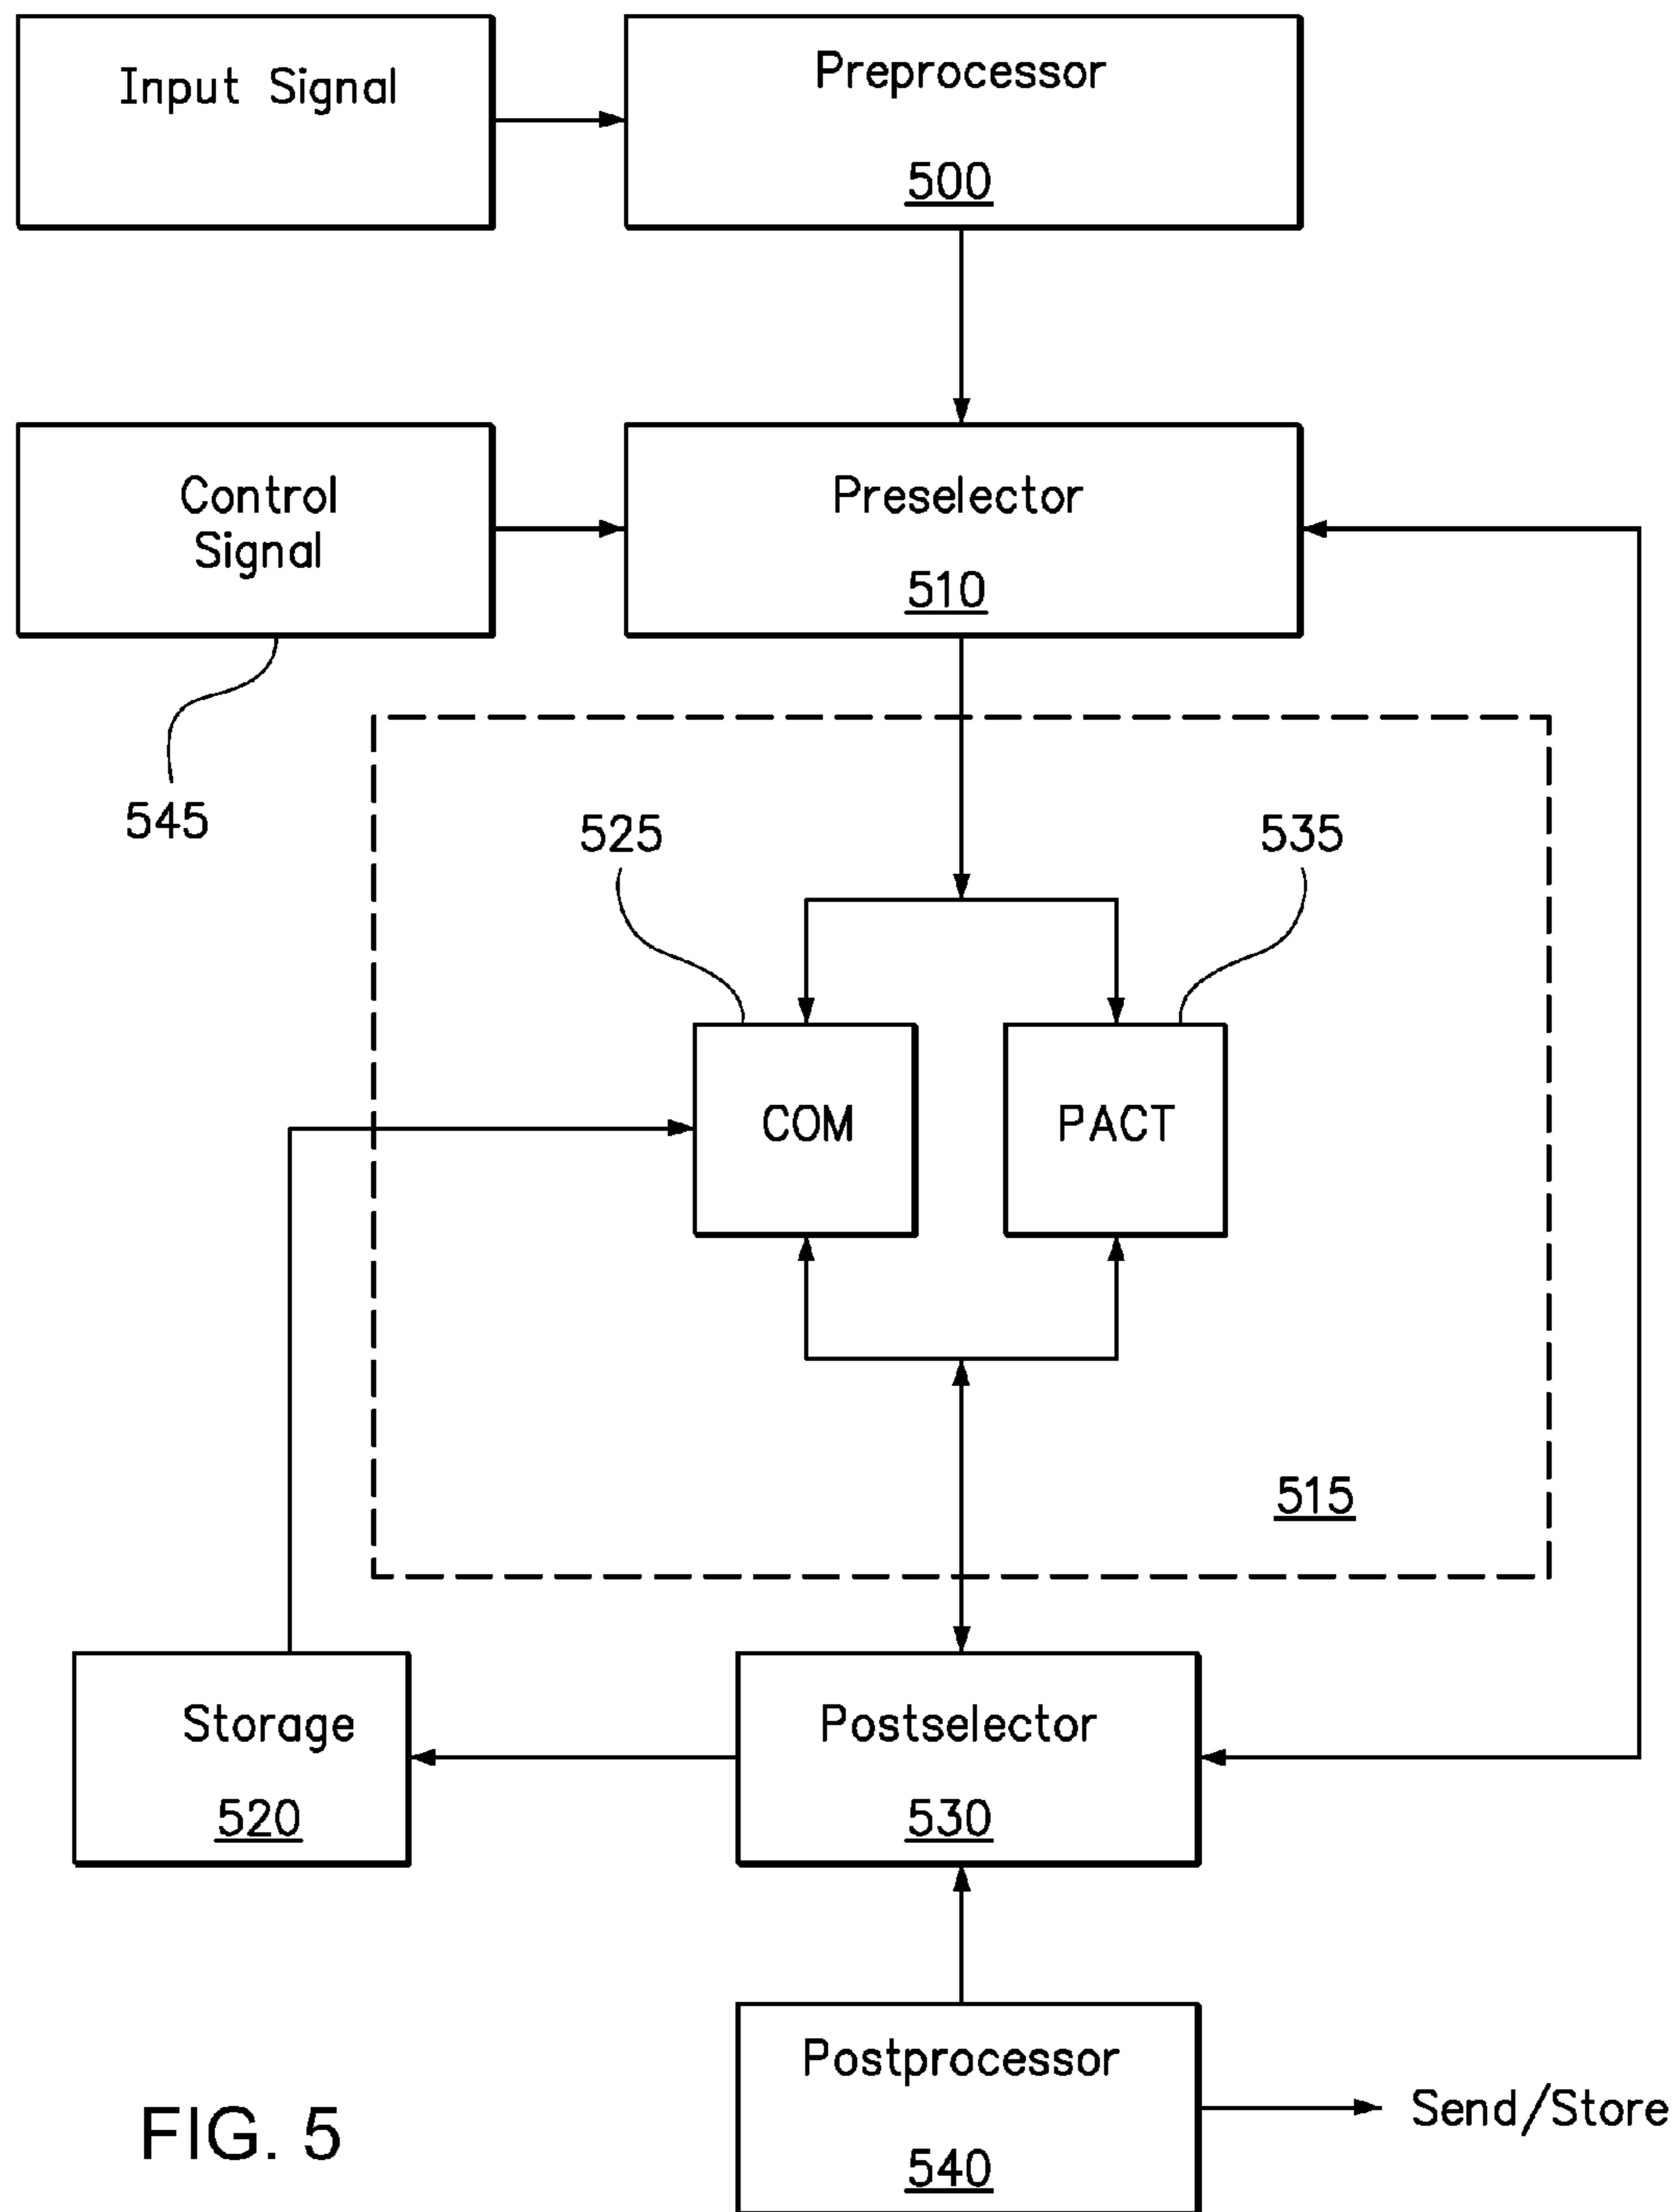 Input Signal
Preprocessor
500
Control
Signal
Preselector
510
545
525
535
COM
PACT
515
Storage
520
Postselector
530
Postprocessor
540
Send/Store
FIG. 5